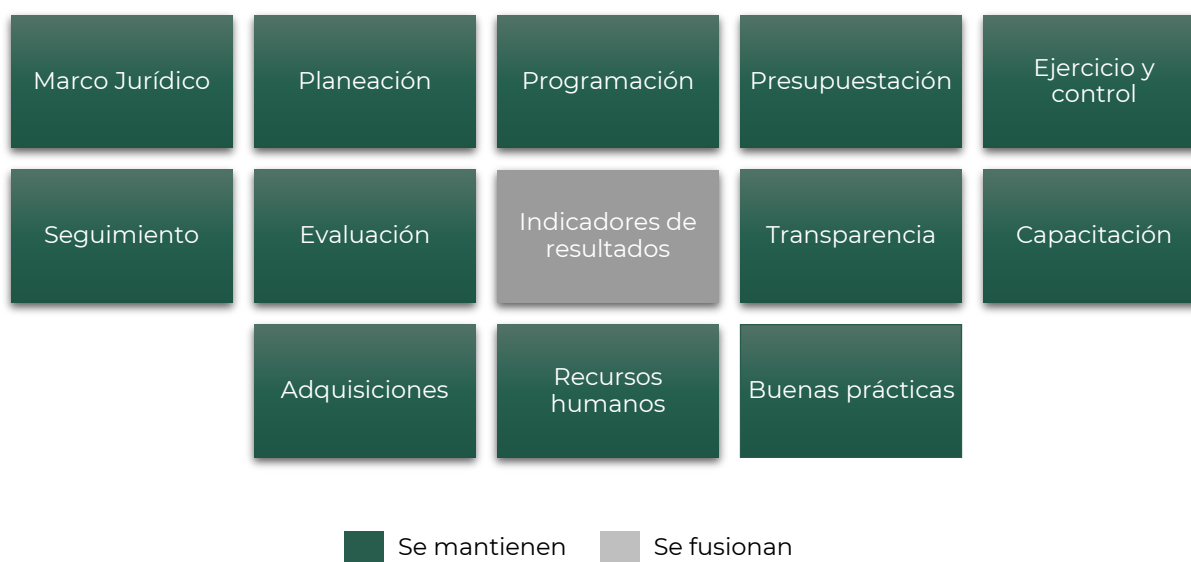 Marco Jurídico
Planeación
Programación
Presupuestación
Ejercicio y
control
Seguimiento
Evaluación
Indicadores de
resultados
Transparencia
Capacitación
Adquisiciones
Recursos
humanos
Buenas prácticas
Se mantienen
Se fusionan